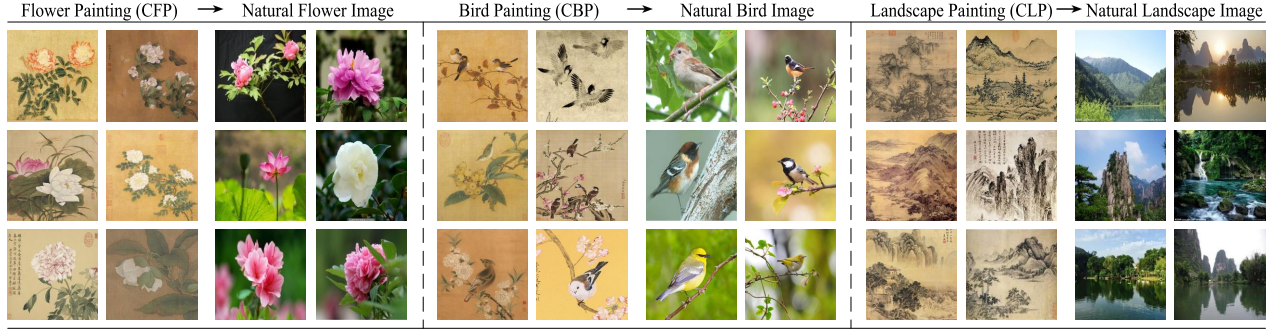 Flower Painting (CFP) → Natural Flower Image
Bird Painting (CBP) → Natural Bird Image
Landscape Painting (CLP) → Natural Landscape Image